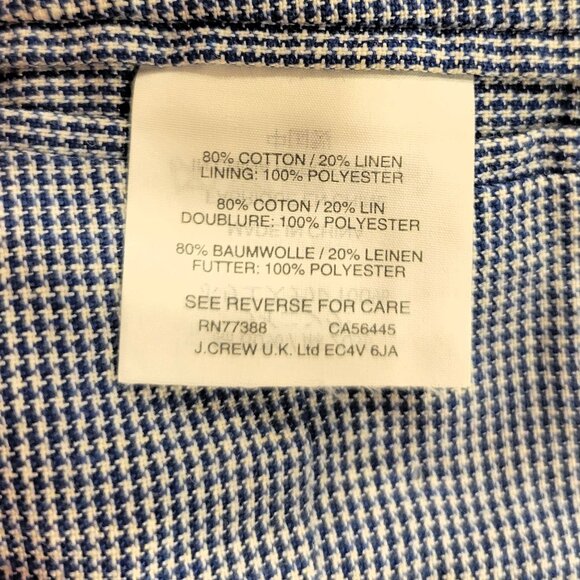 80% COTTON / 20% LINEN
LINING: 100% POLYESTER
80% COTON / 20% LIN
DOUBLURE: 100% POLYESTER
80% BAUMWOLLE / 20% LEINEN
FUTTER: 100% POLYESTER
SEE REVERSE FOR CARE
RN77388 CA56445
J.CREW U.K. Ltd EC4V 6JA